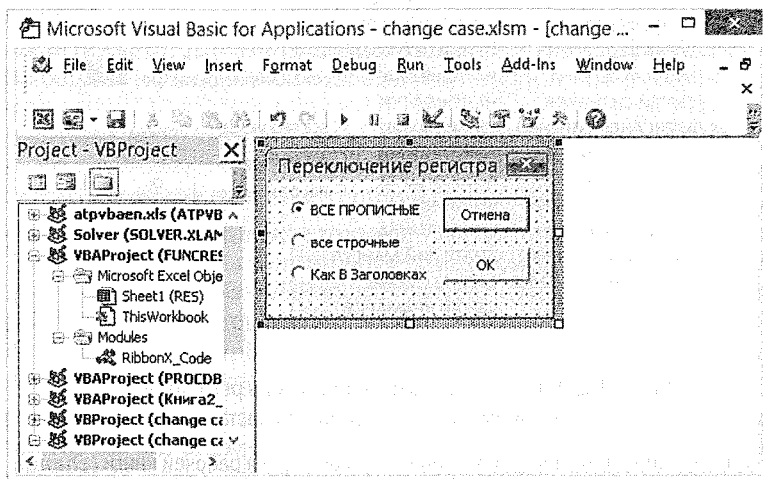 Microsoft Visual Basic for Applications - change case.xlsm - [change ...
File Edit View Insert Format Debug Run Tools Add-Ins Window Help
Project - VBProject
atpvbaen.xls (ATPVB
Solver (SOLVER.XLAM
VBAProject (FUNCRES
Microsoft Excel Obje
Sheet1 (RES)
ThisWorkbook
Modules
RibbonX_Code
VBAProject (PROCDB
VBAProject (Книга2_
VBProject (change ca
VBProject (change ca
Переключение регистра
ВСЕ ПРОПИСНЫЕ
Отмена
все строчные
Как В Заголовках
OK